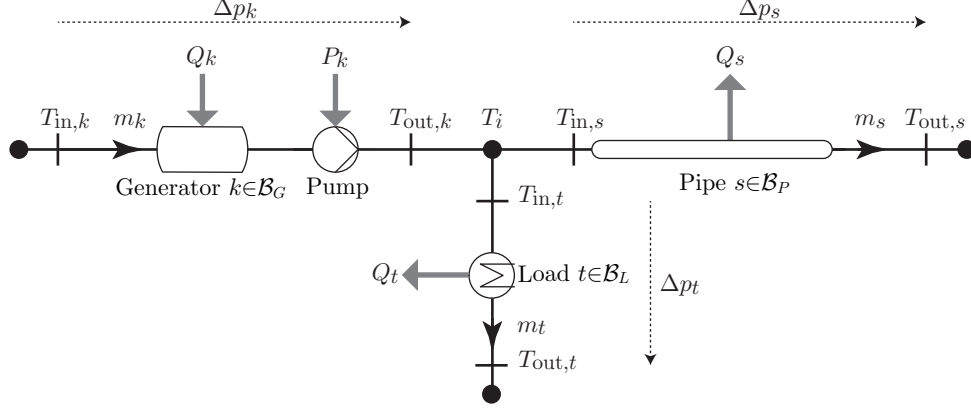 Δp_k Δp_s
Q_k P_k Q_s
T_in,k m_k T_out,k T_i T_in,s m_s T_out,s
Generator k∈ℬ_G Pump Pipe s∈ℬ_P
T_in,t
Q_t Load t∈ℬ_L Δp_t
m_t
T_out,t